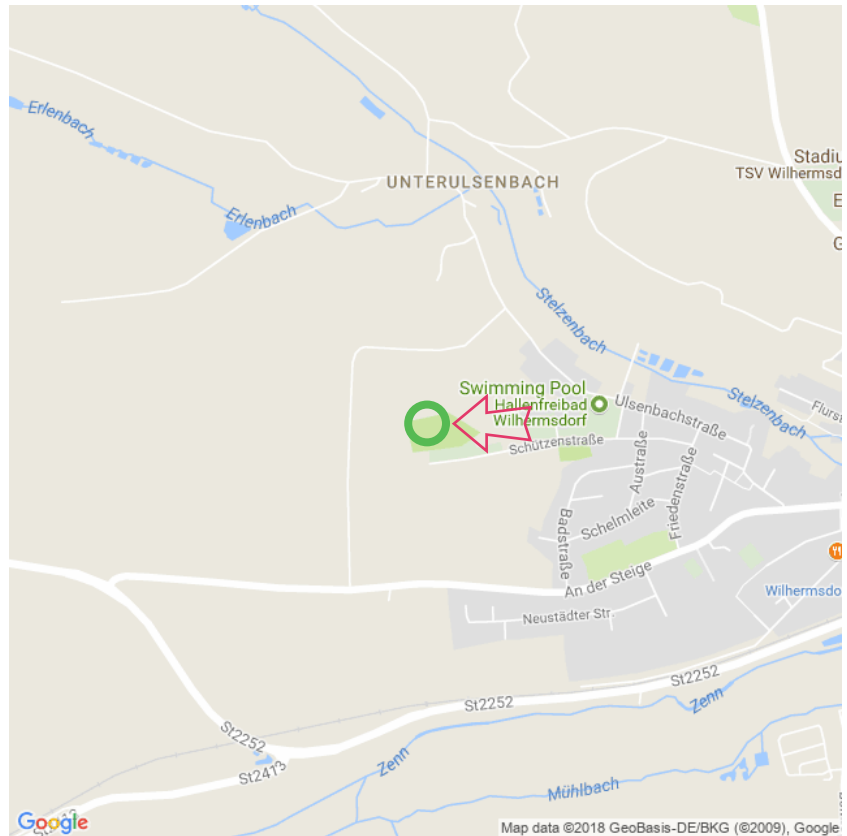 Erlenbach
Stadiu
TSV Wilhermsd
UNTERULSENBACH
E
Erlenbach
G
Stelzenbach
Swimming Pool
Hallenfreibad
Wilhermsdorf
Ulsenbachstraße
Stelzenbach
Flurst
Schützenstraße
Austraße
Friedenstraße
Badstraße
Schelmleite
An der Steige
Wilhermsdo
Neustädter Str.
St2252
St2252
Zenn
St2252
Zenn
St2413
Mühlbach
Google
Map data ©2018 GeoBasis-DE/BKG (©2009), Google